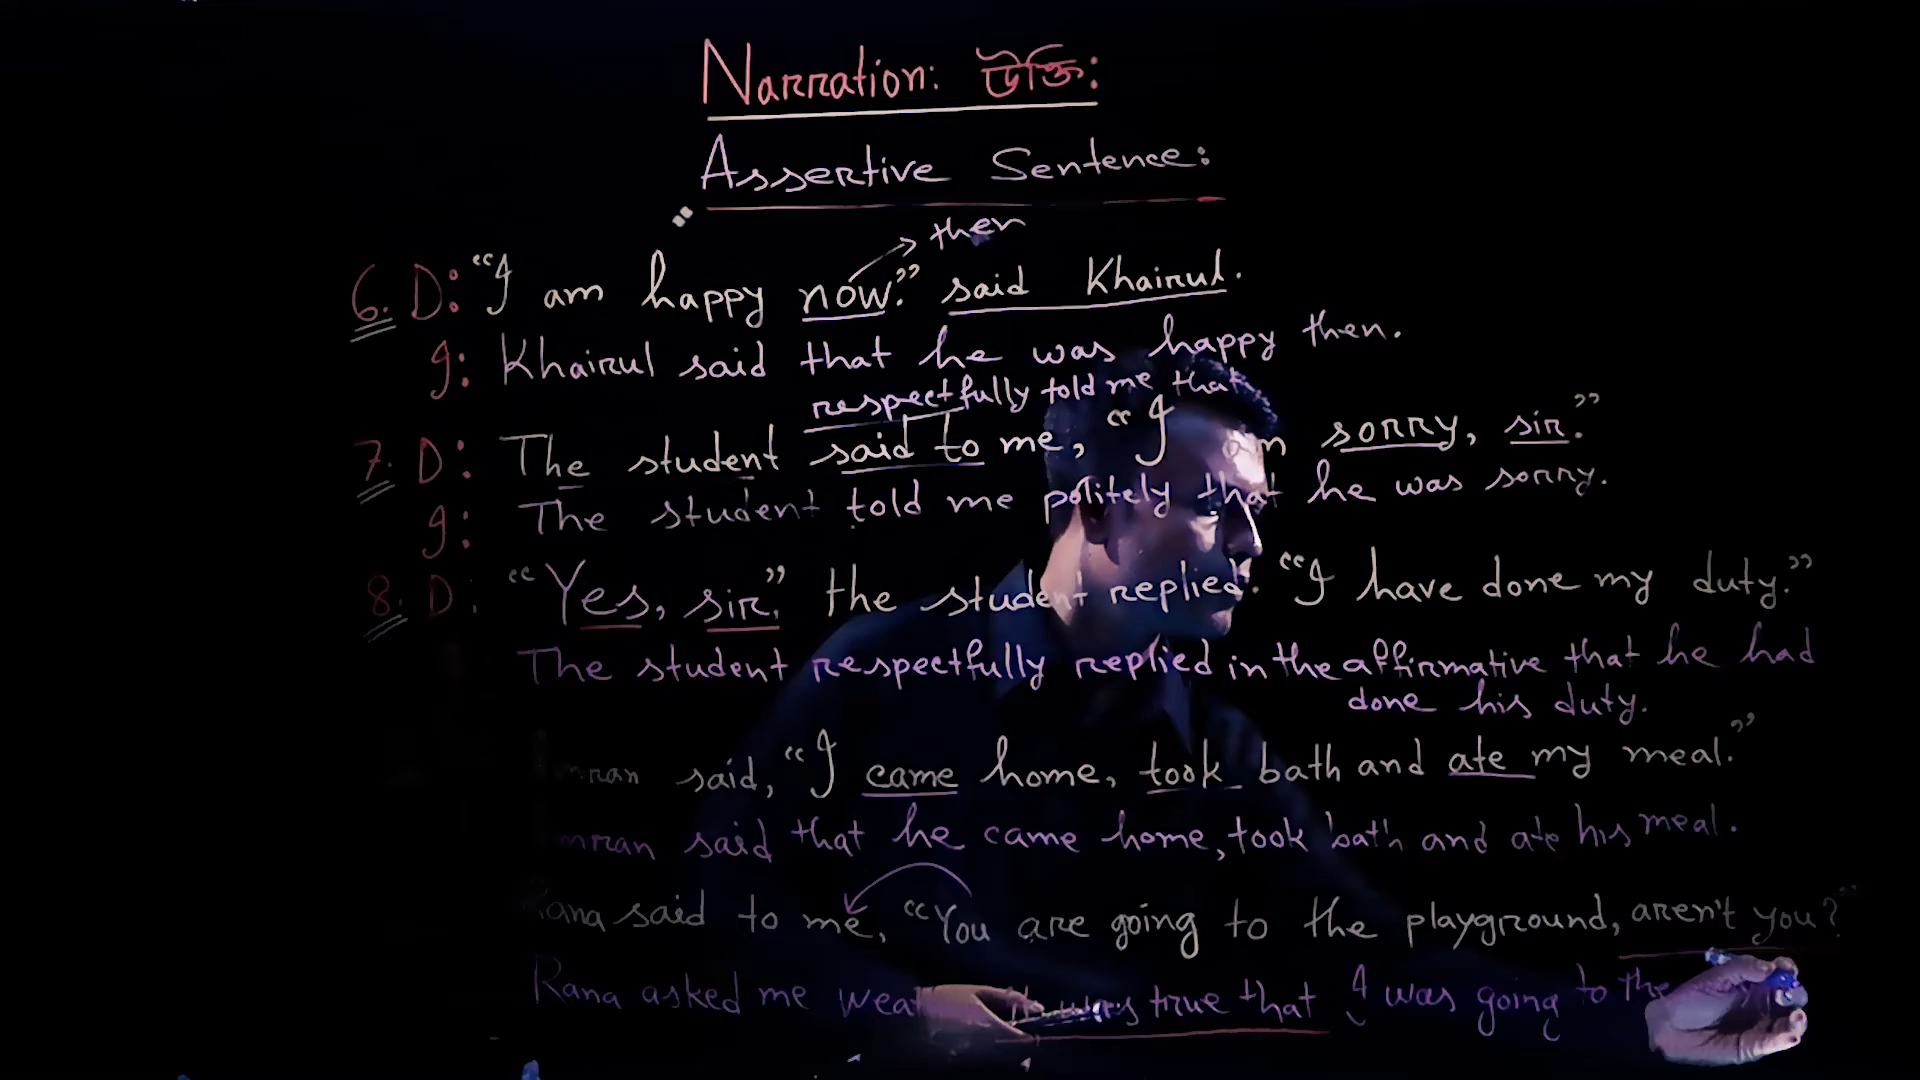 Narration: উক্তি:
Assertive Sentence:
then
6. D: "I am happy now." said Khairul.
I: Khairul said that he was happy then.
respectfully told me that
7. D: The student said to me, "I am sorry, sir."
I: The student told me politely that he was sorry.
8. D: "Yes, sir," the student replied. "I have done my duty."
The student respectfully replied in the affirmative that he had
done his duty.
said, "I came home, took bath and ate my meal."
said that he came home, took bath and ate his meal.
Rana said to me, "You are going to the playground, aren't you?"
Rana asked me true that I was going to the